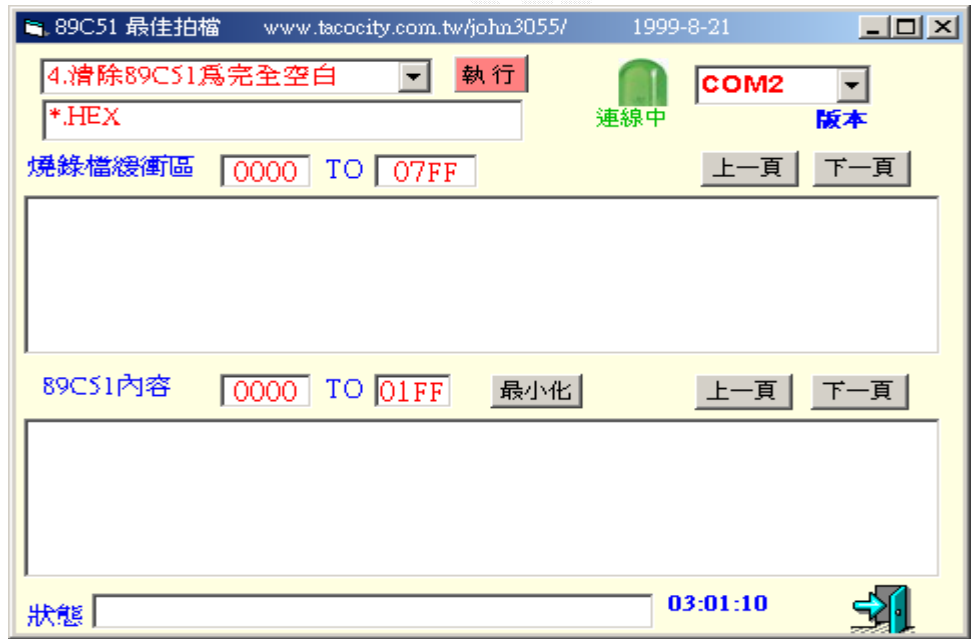 89C51 最佳拍檔 www.tacocity.com.tw/john3055/ 1999-8-21
4.清除89C51爲完全空白 執行 COM2
*.HEX 連線中 版本
燒錄檔緩衝區 0000 TO 07FF 上一頁 下一頁
89C51內容 0000 TO 01FF 最小化 上一頁 下一頁
狀態 03:01:10